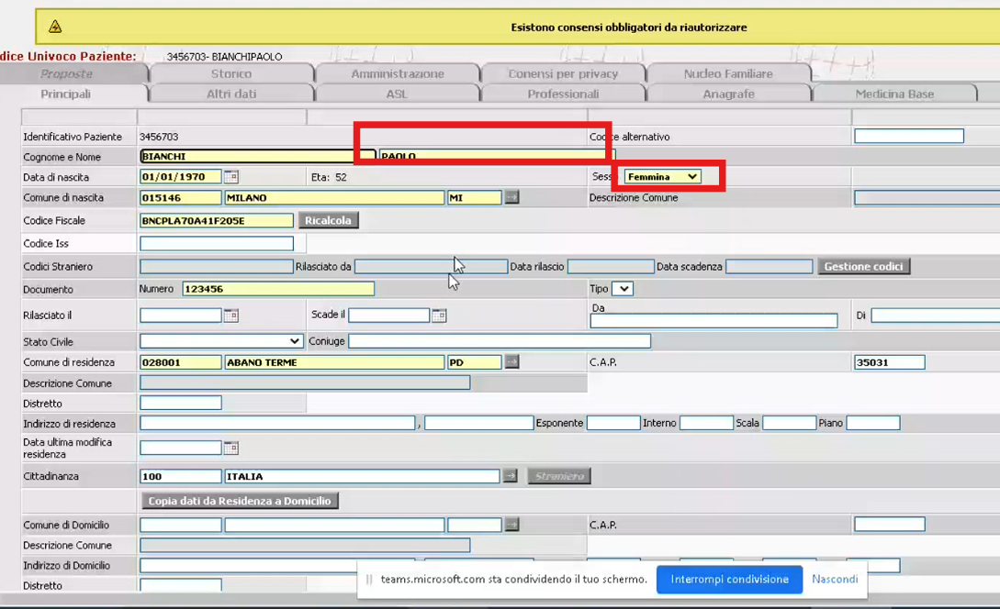 Esistono consensi obbligatori da riautorizzare
dice Univoco Paziente: 3456703- BIANCHIPAOLO
Proposte Storico Amministrazione Consensi per privacy Nucleo Familiare
Principali Altri dati ASL Professionali Anagrafe Medicina Base
Identificativo Paziente 3456703 Codice alternativo
Cognome e Nome BIANCHI PAOLO
Data di nascita 01/01/1970 Eta: 52 Sesso Femmina
Comune di nascita 015146 MILANO MI Descrizione Comune
Codice Fiscale BNCPLA70A41F205E Ricalcola
Codice Iss
Codici Straniero Rilasciato da Data rilascio Data scadenza Gestione codici
Documento Numero 123456 Tipo
Rilasciato il Scade il Da Di
Stato Civile Coniuge
Comune di residenza 028001 ABANO TERME PD C.A.P. 35031
Descrizione Comune
Distretto
Indirizzo di residenza , Esponente Interno Scala Piano
Data ultima modifica
residenza
Cittadinanza 100 ITALIA Straniero
Copia dati da Residenza a Domicilio
Comune di Domicilio C.A.P.
Descrizione Comune
Indirizzo di Domicilio
teams.microsoft.com sta condividendo il tuo schermo. Interrompi condivisione Nascondi
Distretto